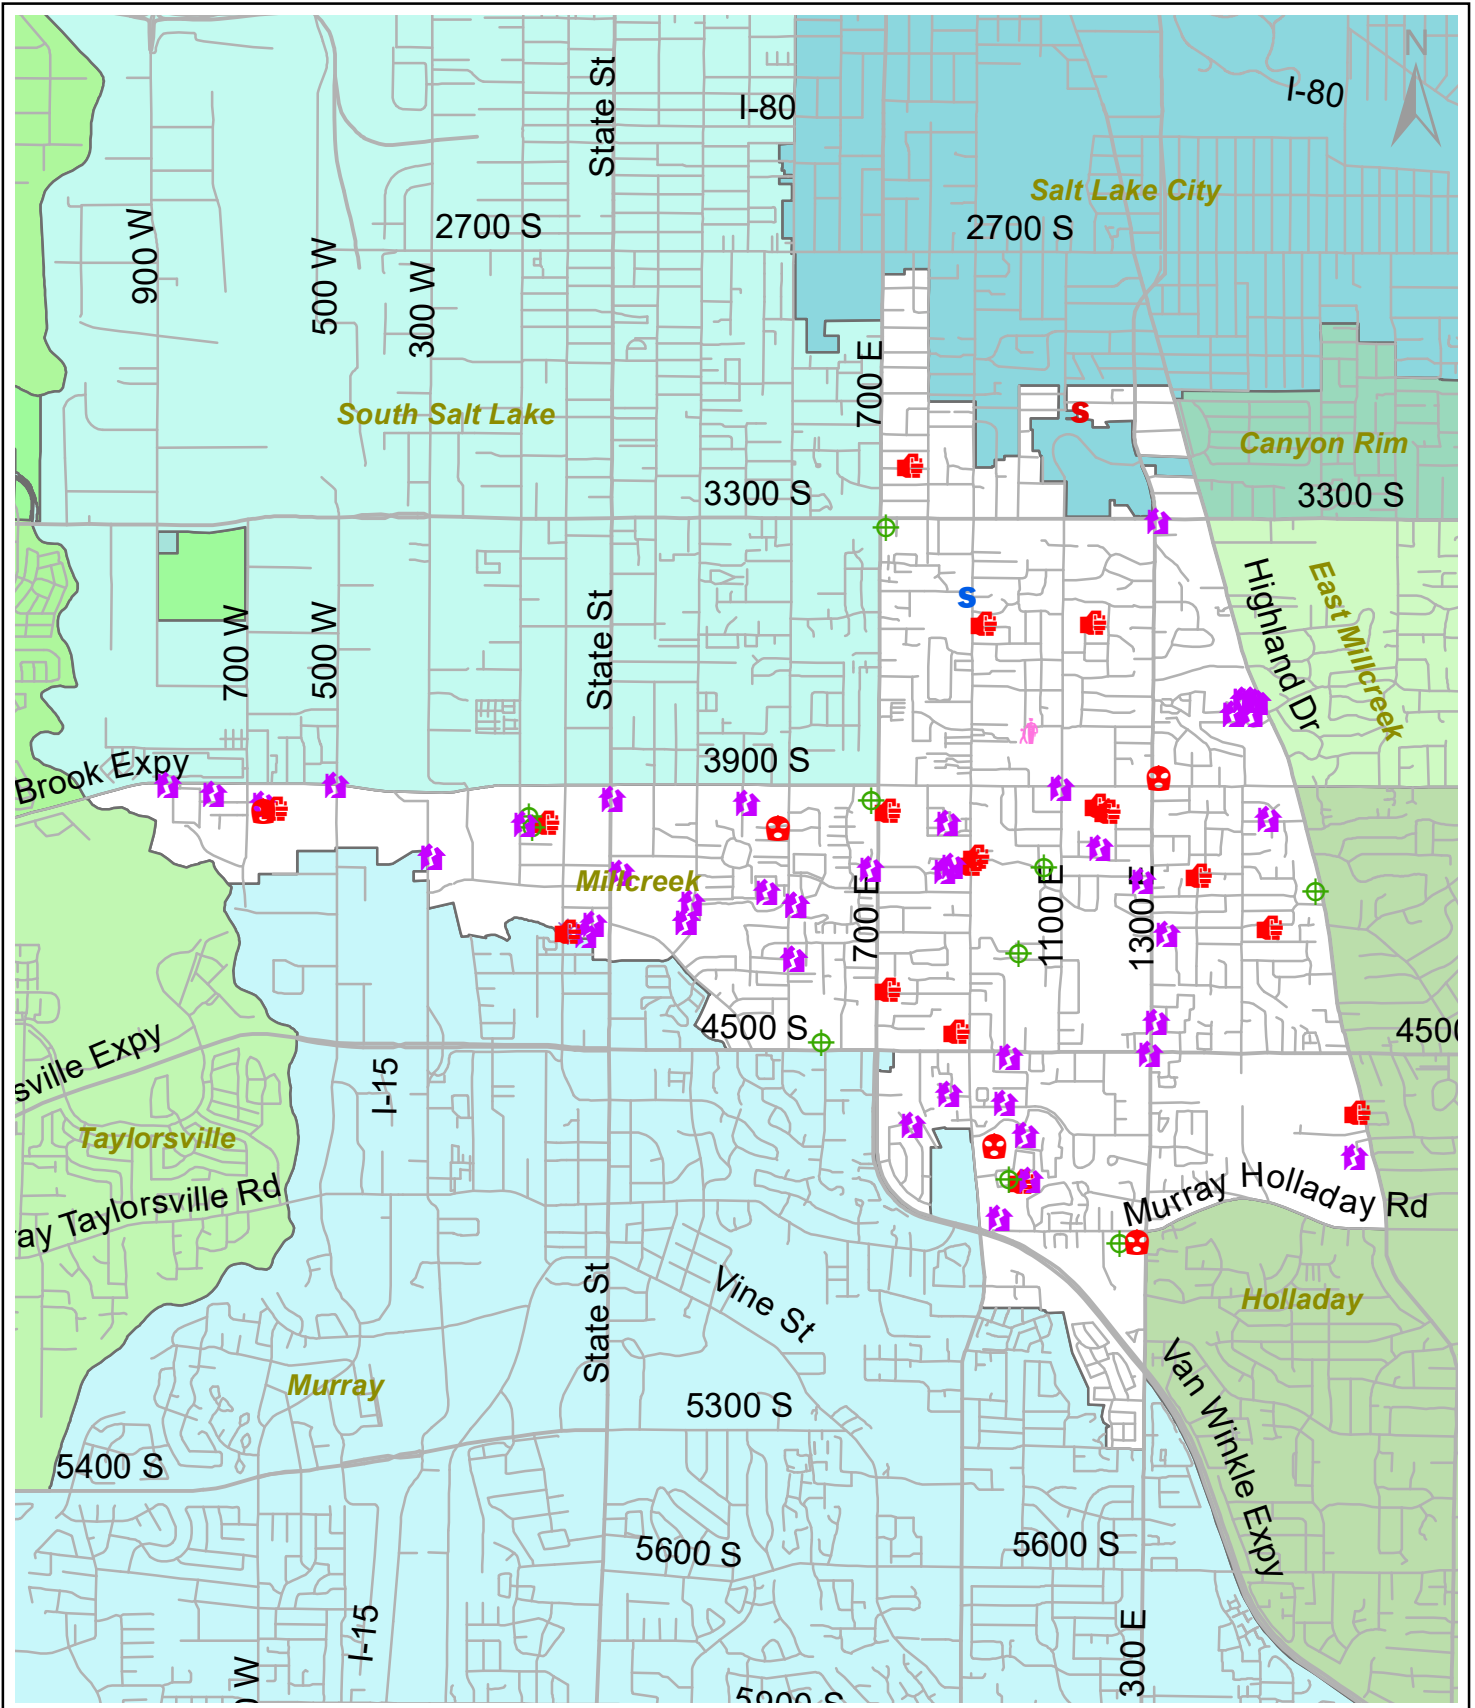 N
State St
I-80
I-80
Salt Lake City
900 W
2700 S
2700 S
500 W
300 W
700 E
South Salt Lake
s
Canyon Rim
3300 S
3300 S
Highland Dr
East Millcreek
s
State St
700 W
500 W
3900 S
Brook Expy
Millcreek
700 E
1100 E
1300 E
4500 S
4500
sville Expy
I-15
Taylorsville
Murray Holladay Rd
ay Taylorsville Rd
State St
Vine St
Holladay
Murray
Van Winkle Expy
5300 S
5400 S
5600 S
5600 S
I-15
300 E
0 W
5900 S